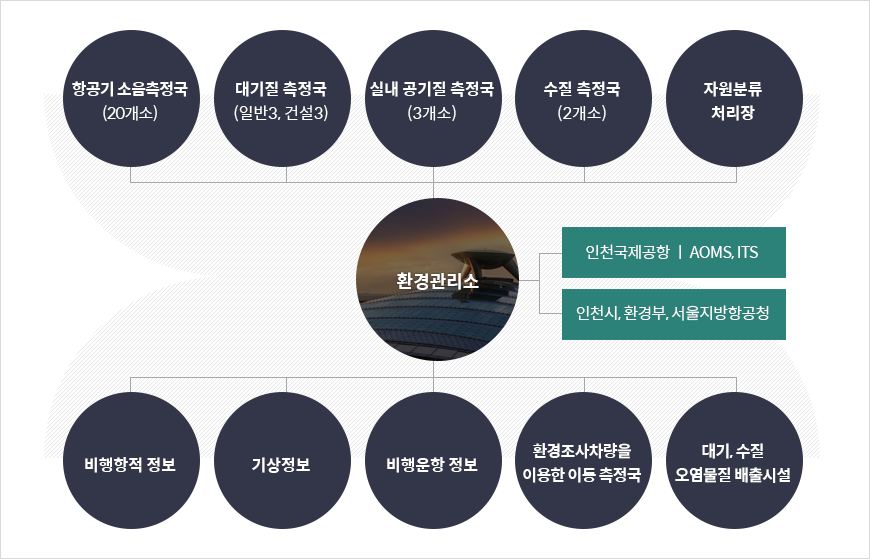 항공기 소음측정국
(20개소)
대기질 측정국
(일반3, 건설3)
실내 공기질 측정국
(3개소)
수질 측정국
(2개소)
자원분류
처리장
환경관리소
인천국제공항 ㅣ AOMS, ITS
인천시, 환경부, 서울지방항공청
비행항적 정보
기상정보
비행운항 정보
환경조사차량을
이용한 이동 측정국
대기, 수질
오염물질 배출시설